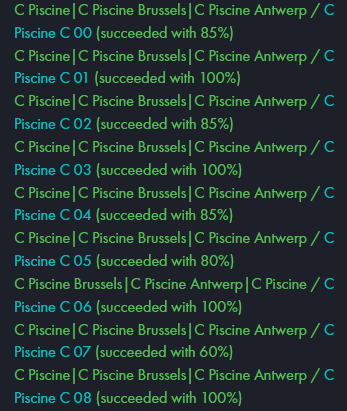 C Piscine|C Piscine Brussels|C Piscine Antwerp / C
Piscine C 00 (succeeded with 85%)
C Piscine|C Piscine Brussels|C Piscine Antwerp / C
Piscine C 01 (succeeded with 100%)
C Piscine|C Piscine Brussels|C Piscine Antwerp / C
Piscine C 02 (succeeded with 85%)
C Piscine|C Piscine Brussels|C Piscine Antwerp / C
Piscine C 03 (succeeded with 100%)
C Piscine|C Piscine Brussels|C Piscine Antwerp / C
Piscine C 04 (succeeded with 85%)
C Piscine|C Piscine Brussels|C Piscine Antwerp / C
Piscine C 05 (succeeded with 80%)
C Piscine Brussels|C Piscine Antwerp|C Piscine / C
Piscine C 06 (succeeded with 100%)
C Piscine|C Piscine Brussels|C Piscine Antwerp / C
Piscine C 07 (succeeded with 60%)
C Piscine|C Piscine Brussels|C Piscine Antwerp / C
Piscine C 08 (succeeded with 100%)